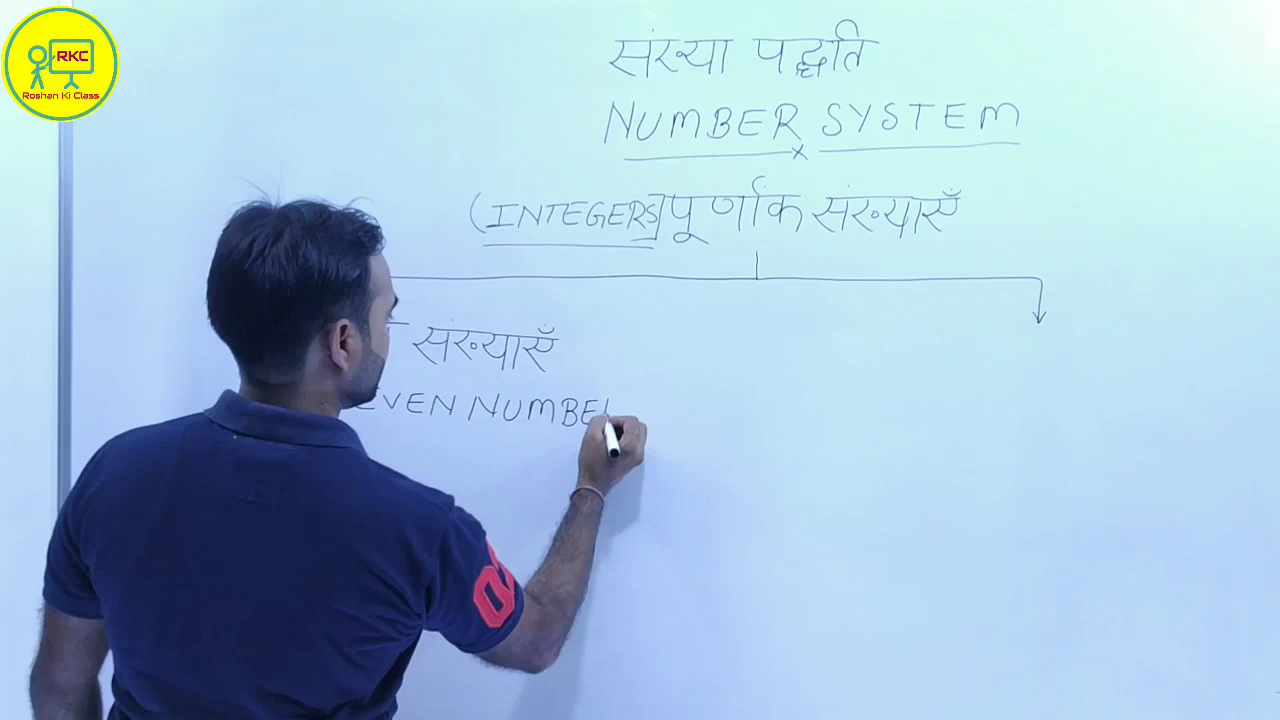 RKC
Roshan Ki Class
संख्या पद्धति
NUMBER SYSTEM
(INTEGERS] पूर्णांक संख्याएँ
संख्याएँ
EVEN NUMBE